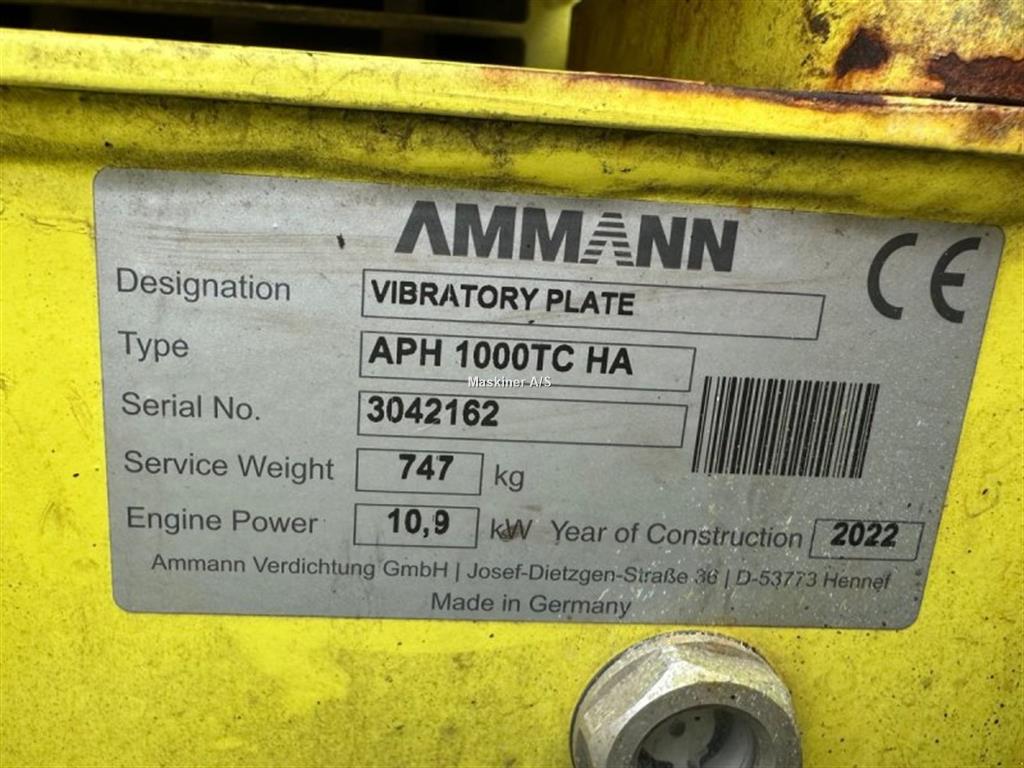 AMMANN
CE
Designation VIBRATORY PLATE
Type APH 1000TC HA
Maskiner A/S
Serial No. 3042162
Service Weight 747 kg
Engine Power 10,9 kW Year of Construction 2022
Ammann Verdichtung GmbH | Josef-Dietzgen-Straße 36 | D-53773 Hennef
Made in Germany